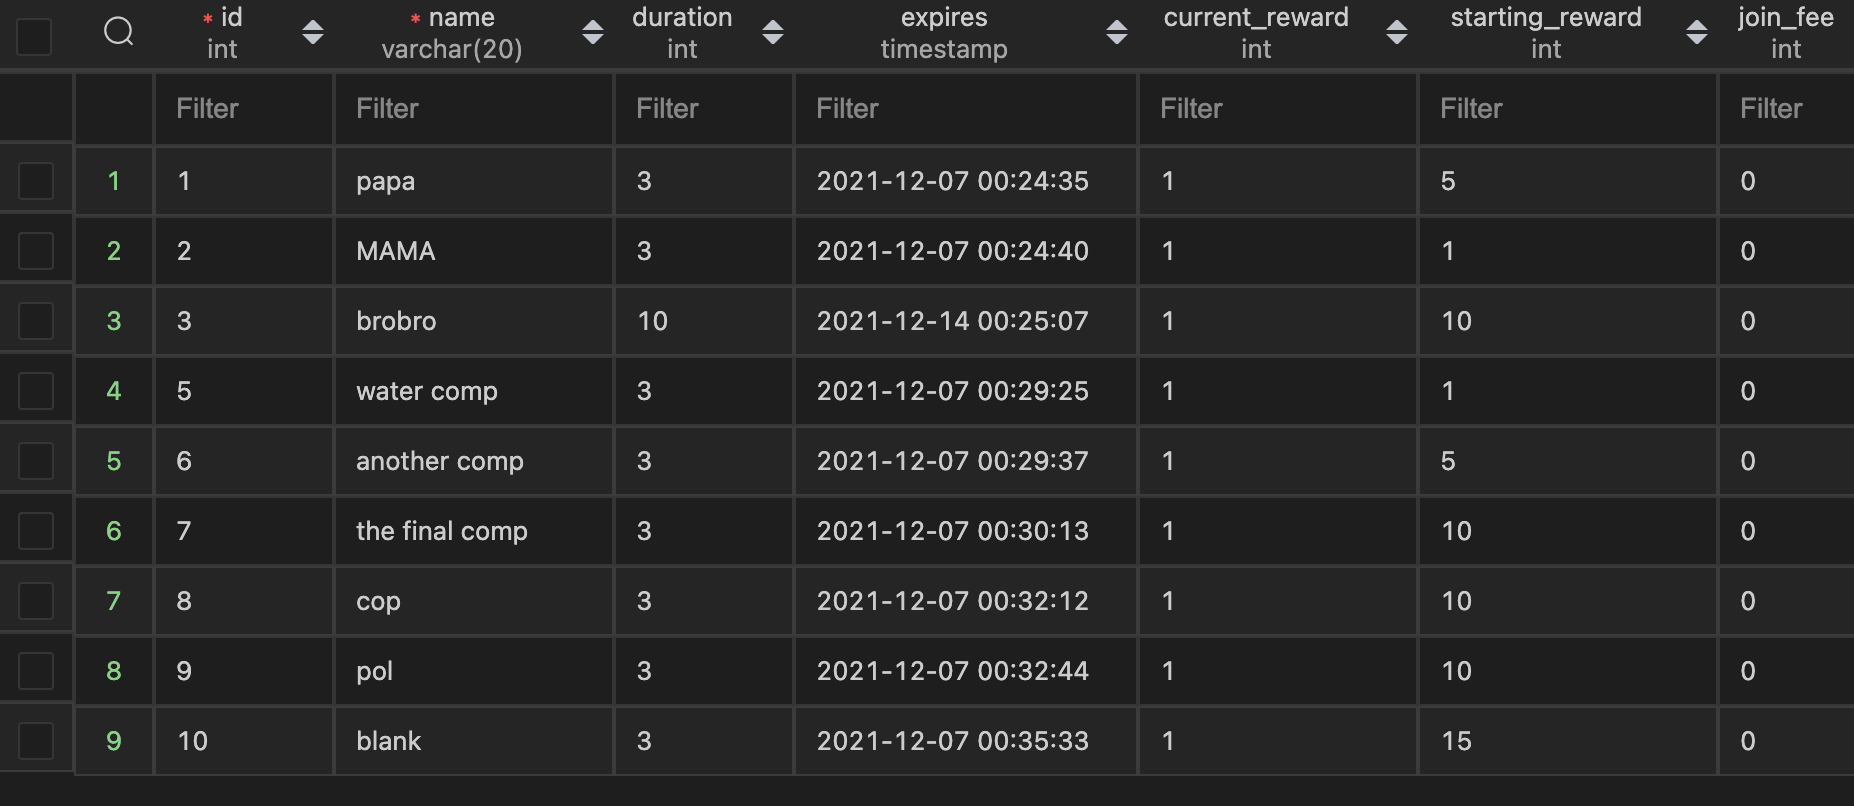 * id * name duration expires current_reward starting_reward join_fee
int varchar(20) int timestamp int int int
Filter Filter Filter Filter Filter Filter Filter
1 1 papa 3 2021-12-07 00:24:35 1 5 0
2 2 MAMA 3 2021-12-07 00:24:40 1 1 0
3 3 brobro 10 2021-12-14 00:25:07 1 10 0
4 5 water comp 3 2021-12-07 00:29:25 1 1 0
5 6 another comp 3 2021-12-07 00:29:37 1 5 0
6 7 the final comp 3 2021-12-07 00:30:13 1 10 0
7 8 cop 3 2021-12-07 00:32:12 1 10 0
8 9 pol 3 2021-12-07 00:32:44 1 10 0
9 10 blank 3 2021-12-07 00:35:33 1 15 0